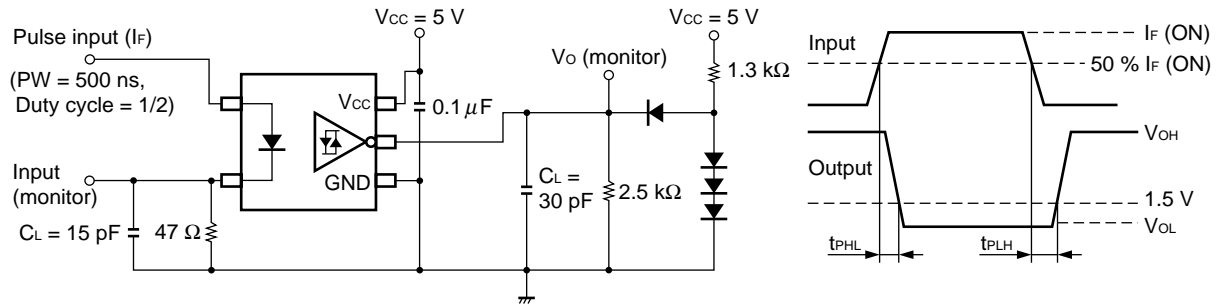 Pulse input (IF)
(PW = 500 ns,
Duty cycle = 1/2)
Input
(monitor)
CL = 15 pF
47 Ω
VCC = 5 V
VCC
0.1 μF
GND
VO (monitor)
CL =
30 pF
2.5 kΩ
VCC = 5 V
1.3 kΩ
Input
IF (ON)
50 % IF (ON)
Output
VOH
1.5 V
VOL
tPHL
tPLH